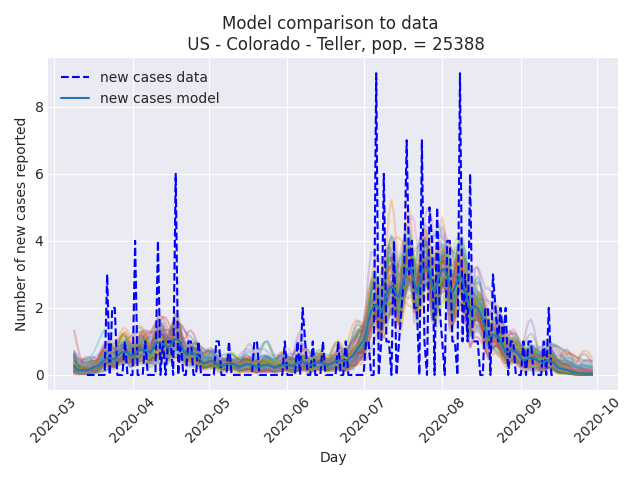 Model comparison to data
US - Colorado - Teller, pop. = 25388
new cases data
new cases model
Number of new cases reported
8
6
4
2
0
2020-03
2020-04
2020-05
2020-06
2020-07
2020-08
2020-09
2020-10
Day